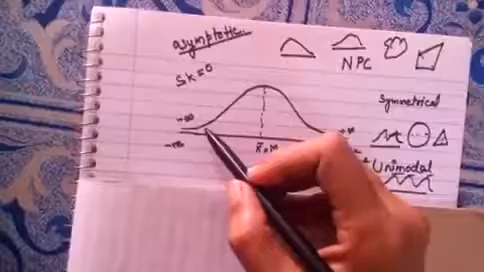 asymptotic
NPC
SK=0
Symmetrical
-∞
+∞
-∞
Unimodal